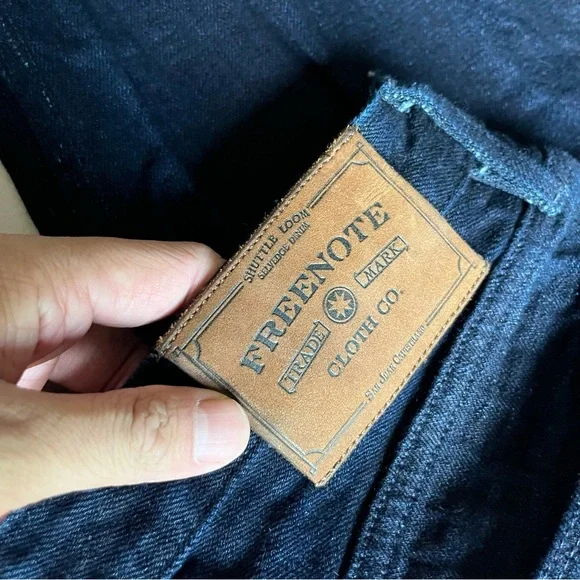 SHUTTLE LOOM
SELVEDGE DENIM
FREENOTE
TRADE MARK
CLOTH CO.
SAN JUAN CAPISTRANO